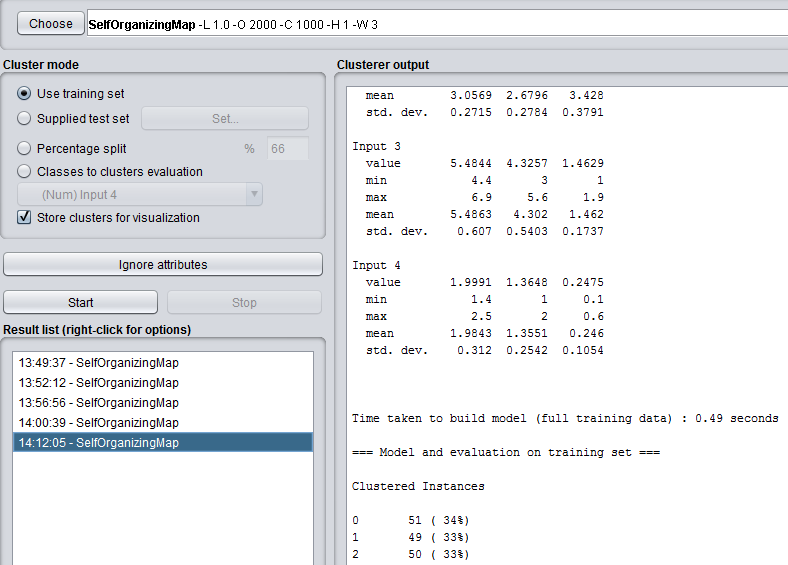 Choose SelfOrganizingMap -L 1.0 -O 2000 -C 1000 -H 1 -W 3
Cluster mode
Use training set
Supplied test set Set...
Percentage split % 66
Classes to clusters evaluation
(Num) Input 4
Store clusters for visualization
Ignore attributes
Start Stop
Result list (right-click for options)
13:49:37 - SelfOrganizingMap
13:52:12 - SelfOrganizingMap
13:56:56 - SelfOrganizingMap
14:00:39 - SelfOrganizingMap
14:12:05 - SelfOrganizingMap
Clusterer output
mean 3.0569 2.6796 3.428
std. dev. 0.2715 0.2784 0.3791
Input 3
value 5.4844 4.3257 1.4629
min 4.4 3 1
max 6.9 5.6 1.9
mean 5.4863 4.302 1.462
std. dev. 0.607 0.5403 0.1737
Input 4
value 1.9991 1.3648 0.2475
min 1.4 1 0.1
max 2.5 2 0.6
mean 1.9843 1.3551 0.246
std. dev. 0.312 0.2542 0.1054
Time taken to build model (full training data) : 0.49 seconds
=== Model and evaluation on training set ===
Clustered Instances
0 51 ( 34%)
1 49 ( 33%)
2 50 ( 33%)